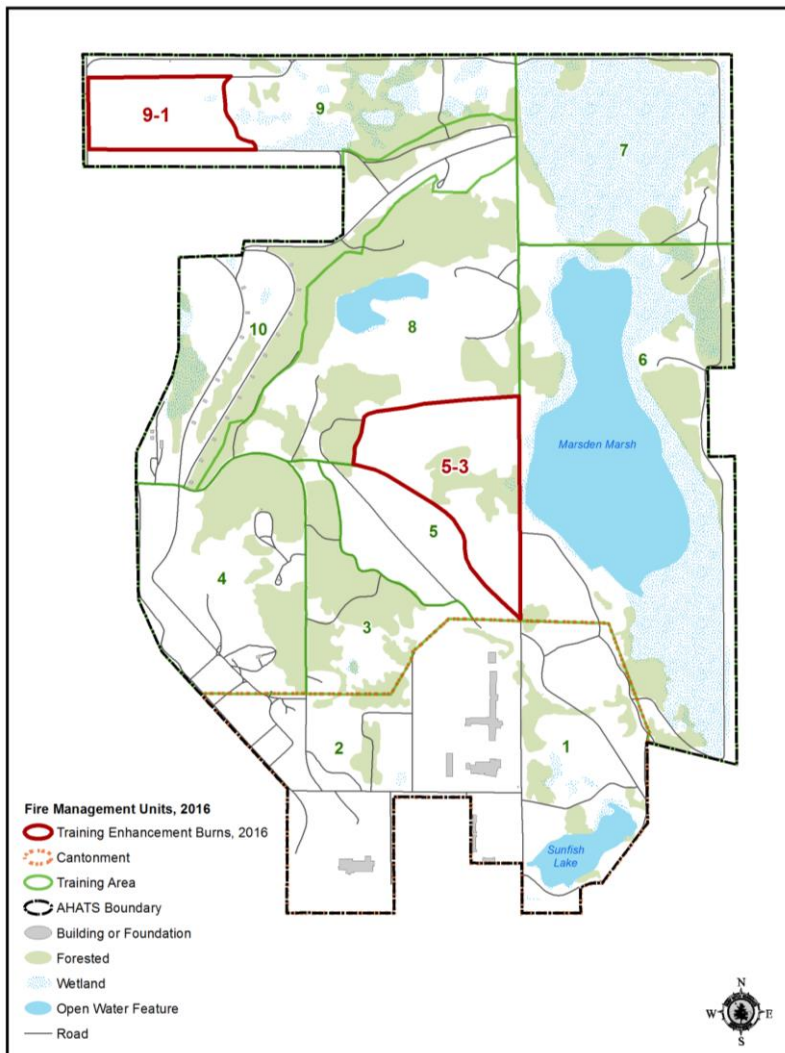 9-1
9
7
10
8
6
Marsden Marsh
5-3
5
4
3
2
1
Sunfish
Lake
Fire Management Units, 2016
Training Enhancement Burns, 2016
Cantonment
Training Area
AHATS Boundary
Building or Foundation
Forested
Wetland
Open Water Feature
Road
N
W E
S